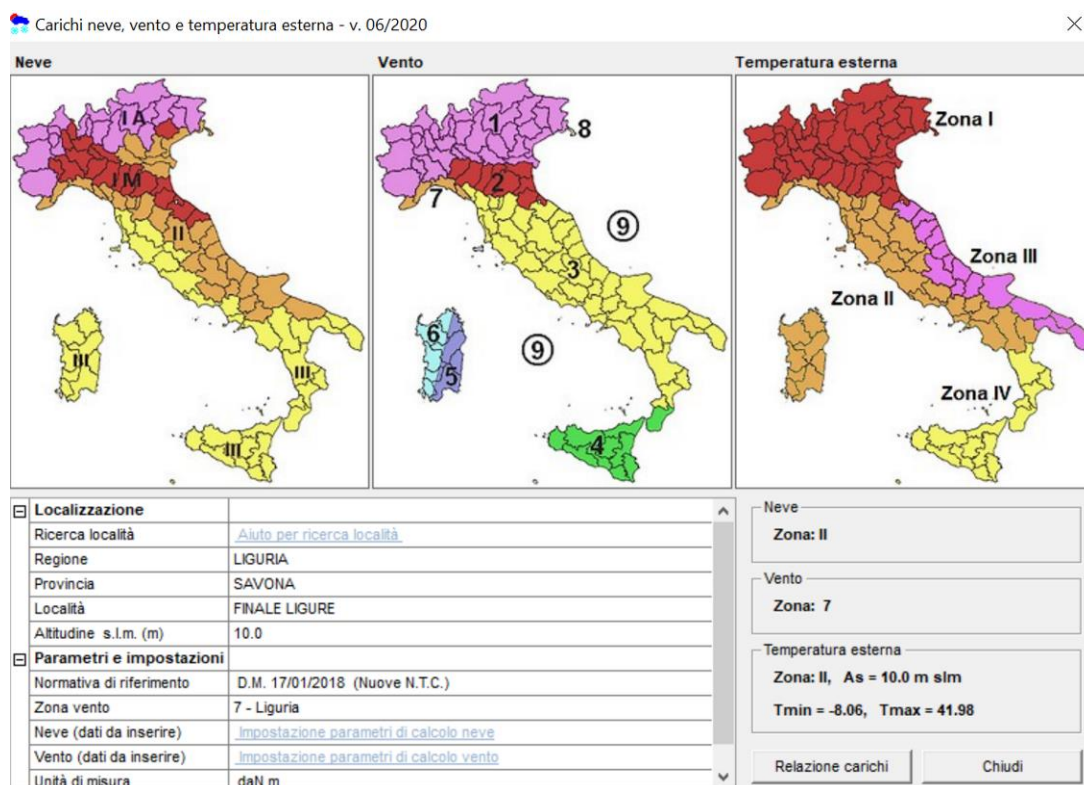 Carichi neve, vento e temperatura esterna - v. 06/2020
Neve
Vento
Temperatura esterna
I A
I M
II
III
III
III
1
8
2
7
9
3
6
9
5
4
Zona I
Zona III
Zona II
Zona IV
Localizzazione
Ricerca località Aiuto per ricerca località
Regione LIGURIA
Provincia SAVONA
Località FINALE LIGURE
Altitudine s.l.m. (m) 10.0
Parametri e impostazioni
Normativa di riferimento D.M. 17/01/2018 (Nuove N.T.C.)
Zona vento 7 - Liguria
Neve (dati da inserire) Impostazione parametri di calcolo neve
Vento (dati da inserire) Impostazione parametri di calcolo vento
Unità di misura daN m
Neve
Zona: II
Vento
Zona: 7
Temperatura esterna
Zona: II, As = 10.0 m slm
Tmin = -8.06, Tmax = 41.98
Relazione carichi
Chiudi